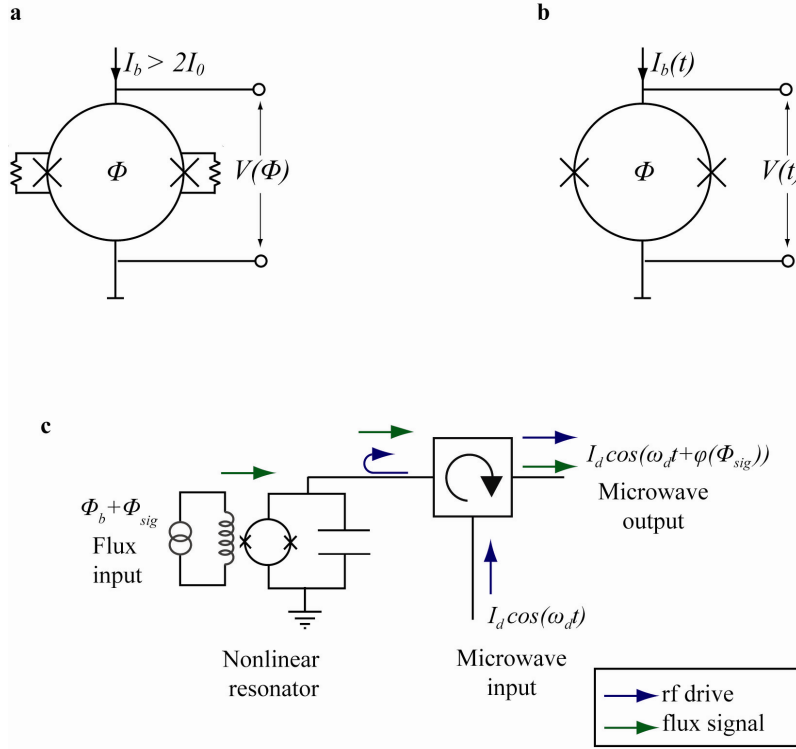 a
I_b > 2I_0
Φ
V(Φ)
b
I_b(t)
Φ
V(t)
c
Φ_b+Φ_sig
Flux
input
Nonlinear
resonator
I_d cos(ω_d t+φ(Φ_sig))
Microwave
output
I_d cos(ω_d t)
Microwave
input
rf drive
flux signal